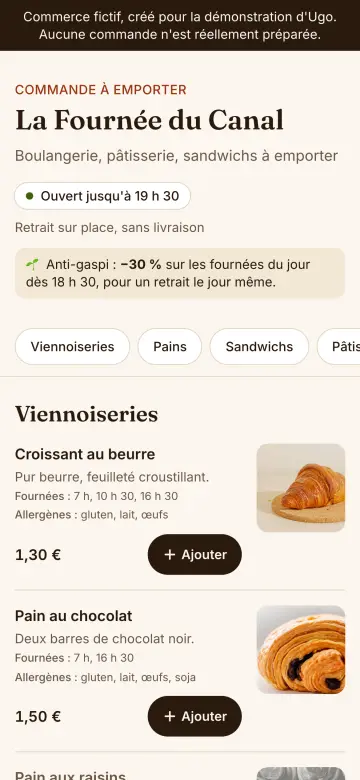 Commerce fictif, créé pour la démonstration d'Ugo.
Aucune commande n'est réellement préparée.
COMMANDE À EMPORTER
La Fournée du Canal
Boulangerie, pâtisserie, sandwichs à emporter
Ouvert jusqu'à 19 h 30
Retrait sur place, sans livraison
Anti-gaspi : −30 % sur les fournées du jour
dès 18 h 30, pour un retrait le jour même.
Viennoiseries
Pains
Sandwichs
Pâtis
Viennoiseries
Croissant au beurre
Pur beurre, feuilleté croustillant.
Fournées : 7 h, 10 h 30, 16 h 30
Allergènes : gluten, lait, œufs
1,30 €
+ Ajouter
Pain au chocolat
Deux barres de chocolat noir.
Fournées : 7 h, 16 h 30
Allergènes : gluten, lait, œufs, soja
1,50 €
+ Ajouter
Pain aux raisins